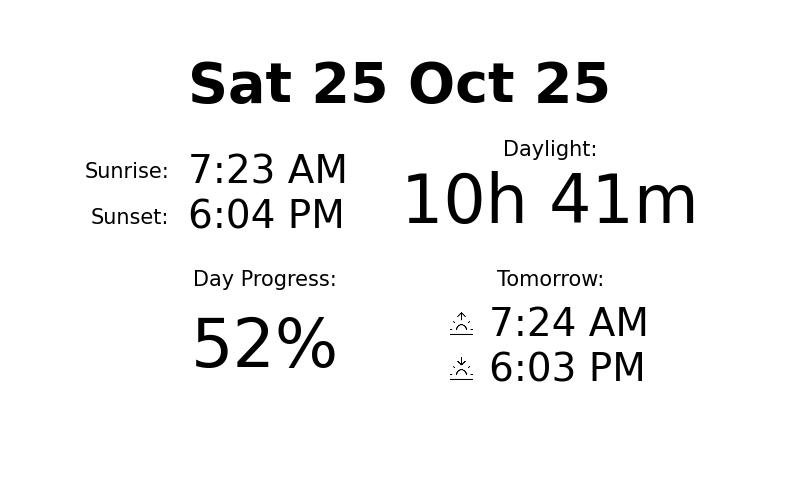 Sat 25 Oct 25
Sunrise: 7:23 AM
Sunset: 6:04 PM
Daylight:
10h 41m
Day Progress:
52%
Tomorrow:
7:24 AM
6:03 PM